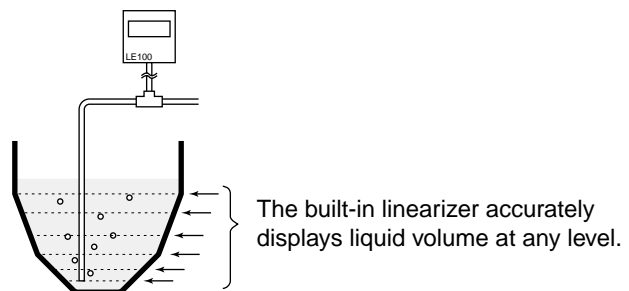 LE100
The built-in linearizer accurately
displays liquid volume at any level.